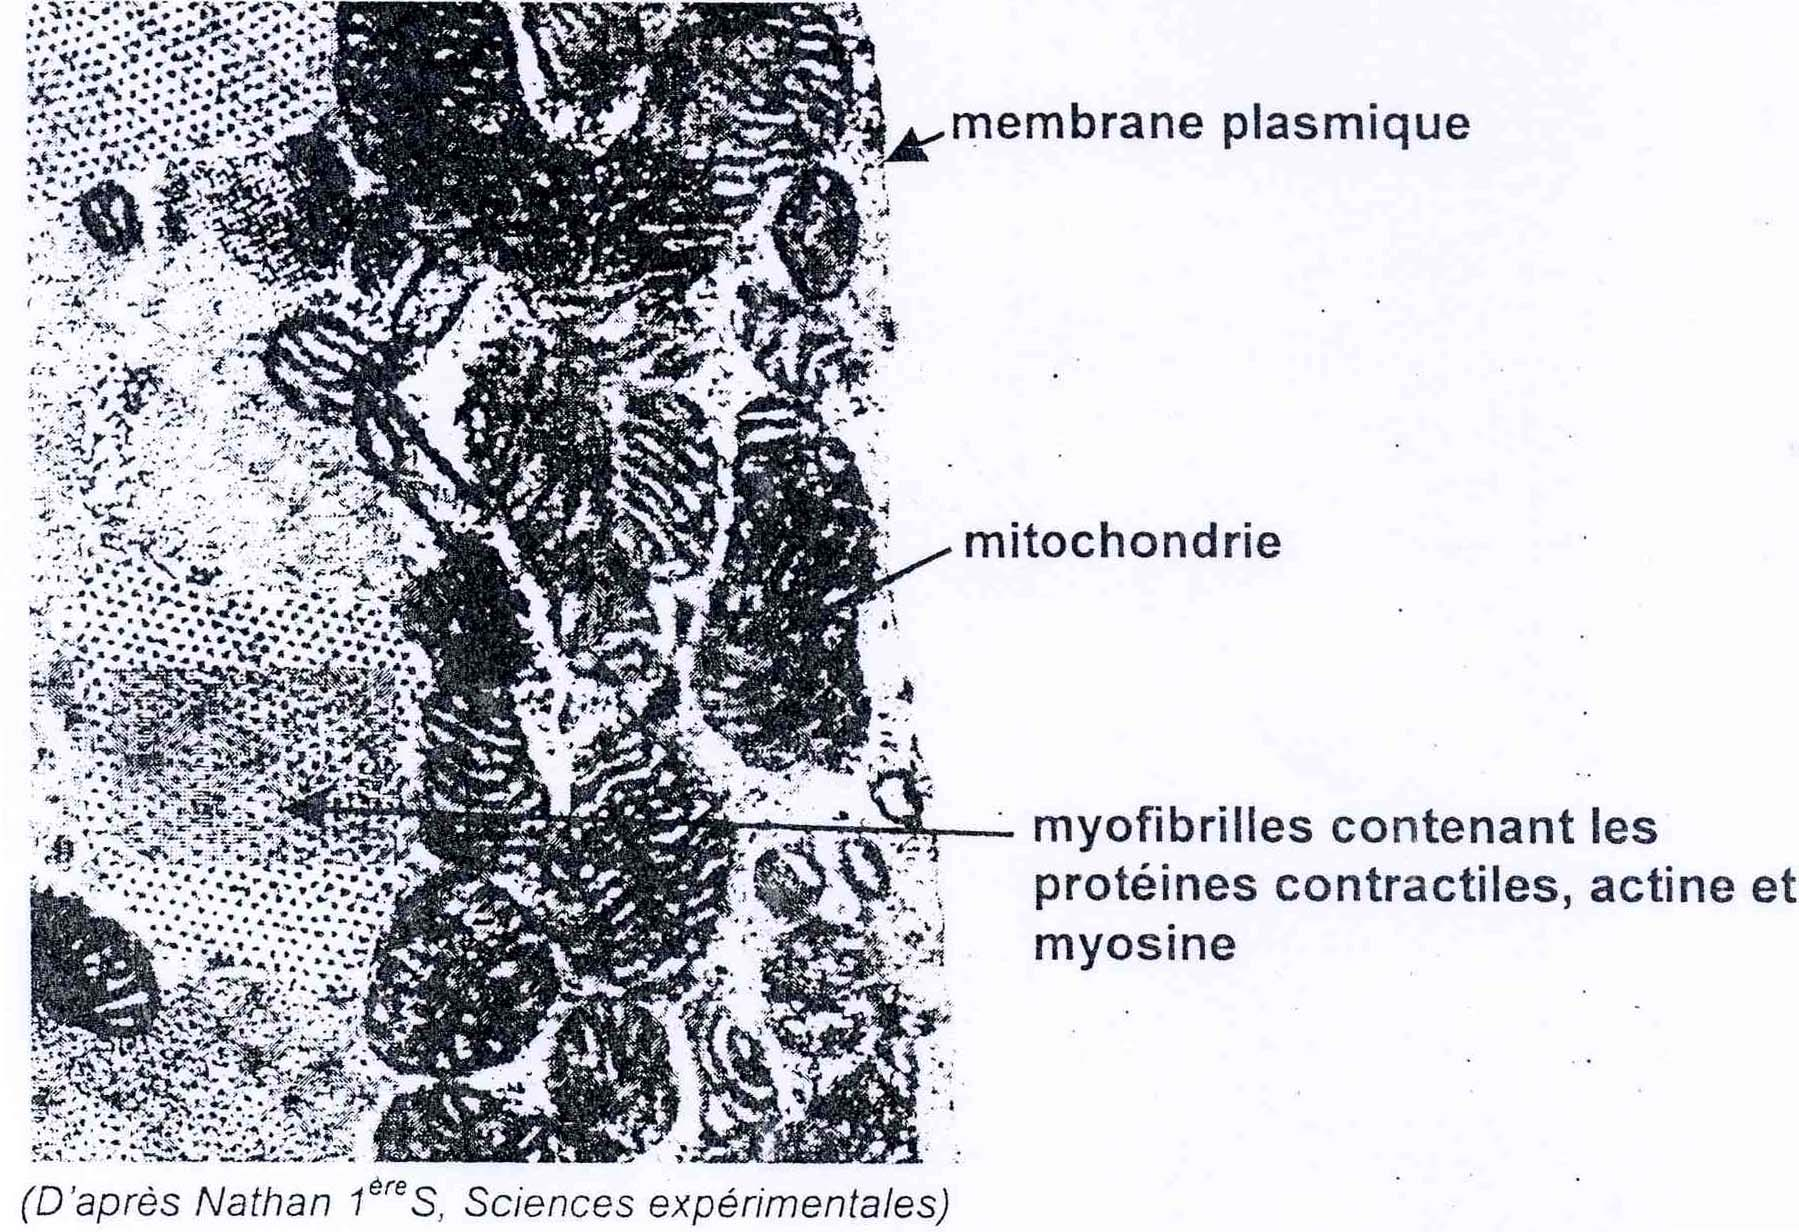 membrane plasmique
mitochondrie
myofibrilles contenant les
protéines contractiles, actine et
myosine
(D'après Nathan 1ère S, Sciences expérimentales)